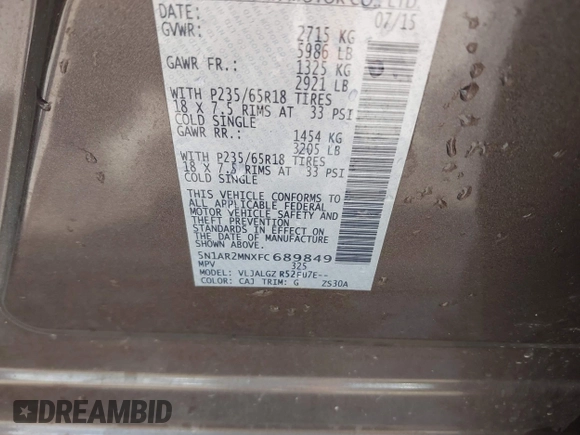 MOTOR CO., LTD.
DATE: 07/15
GVWR: 2715 KG
5986 LB
GAWR FR.: 1325 KG
2921 LB
WITH P235/65R18 TIRES
18 X 7.5 RIMS AT 33 PSI
COLD SINGLE
GAWR RR.: 1454 KG
3205 LB
WITH P235/65R18 TIRES
18 X 7.5 RIMS AT 33 PSI
COLD SINGLE
THIS VEHICLE CONFORMS TO
ALL APPLICABLE FEDERAL
MOTOR VEHICLE SAFETY AND
THEFT PREVENTION
STANDARDS IN EFFECT ON
THE DATE OF MANUFACTURE
5N1AR2MNXFC689849
MPV 325
MODEL: VLJALGZ R52FU7E--
COLOR: CAJ TRIM: G ZS30A
DREAMBID